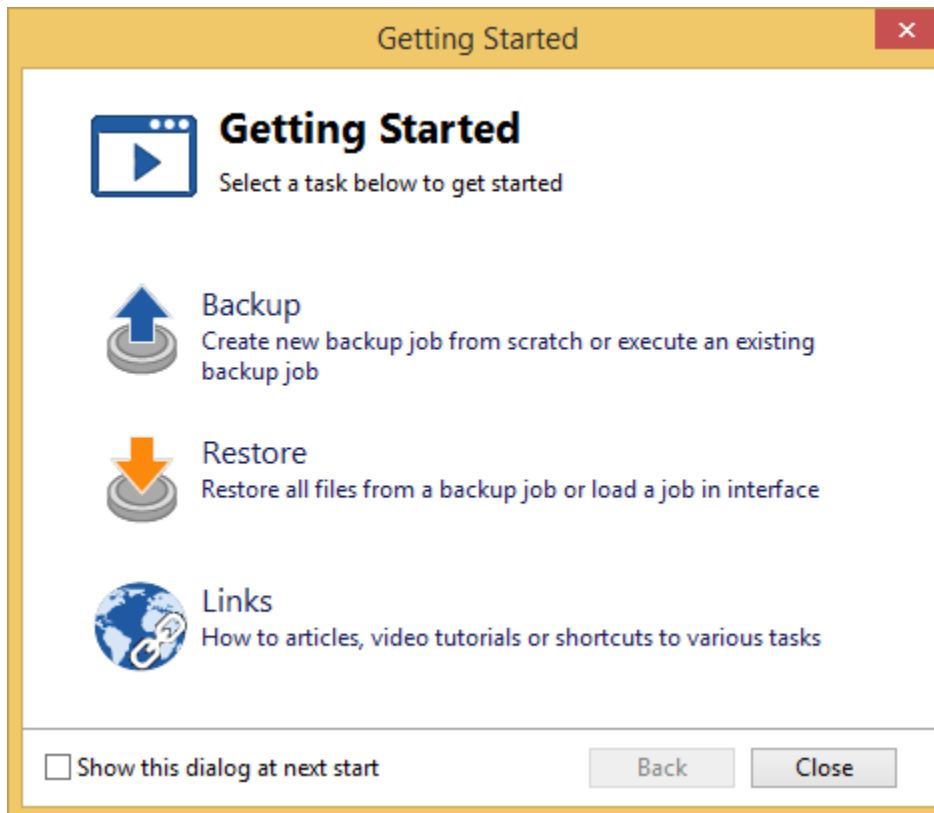 Getting Started
Getting Started
Select a task below to get started
Backup
Create new backup job from scratch or execute an existing
backup job
Restore
Restore all files from a backup job or load a job in interface
Links
How to articles, video tutorials or shortcuts to various tasks
Show this dialog at next start
Back
Close